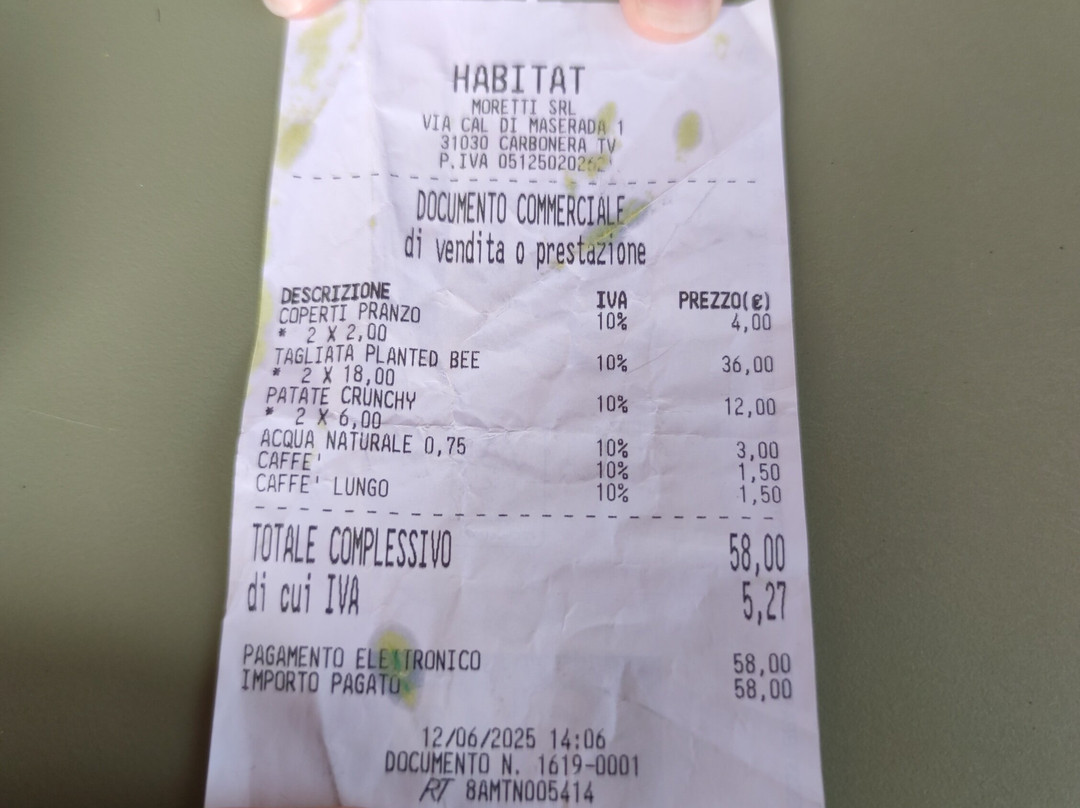 HABITAT
MORETTI SRL
VIA CAL DI MASERADA 1
31030 CARBONERA TV
P.IVA
DOCUMENTO COMMERCIALE
di vendita o prestazione
DESCRIZIONE IVA PREZZO(€)
COPERTI PRANZO 10% 4,00
* 2 X 2,00
TAGLIATA PLANTED BEE 10% 36,00
* 2 X 18,00
PATATE CRUNCHY 10% 12,00
* 2 X 6,00
ACQUA NATURALE 0,75 10% 3,00
CAFFE' 10% 1,50
CAFFE' LUNGO 10% 1,50
TOTALE COMPLESSIVO 58,00
di cui IVA 5,27
PAGAMENTO ELETTRONICO 58,00
IMPORTO PAGATO 58,00
12/06/2025 14:06
DOCUMENTO N. 1619-0001
RT 8AMTN005414